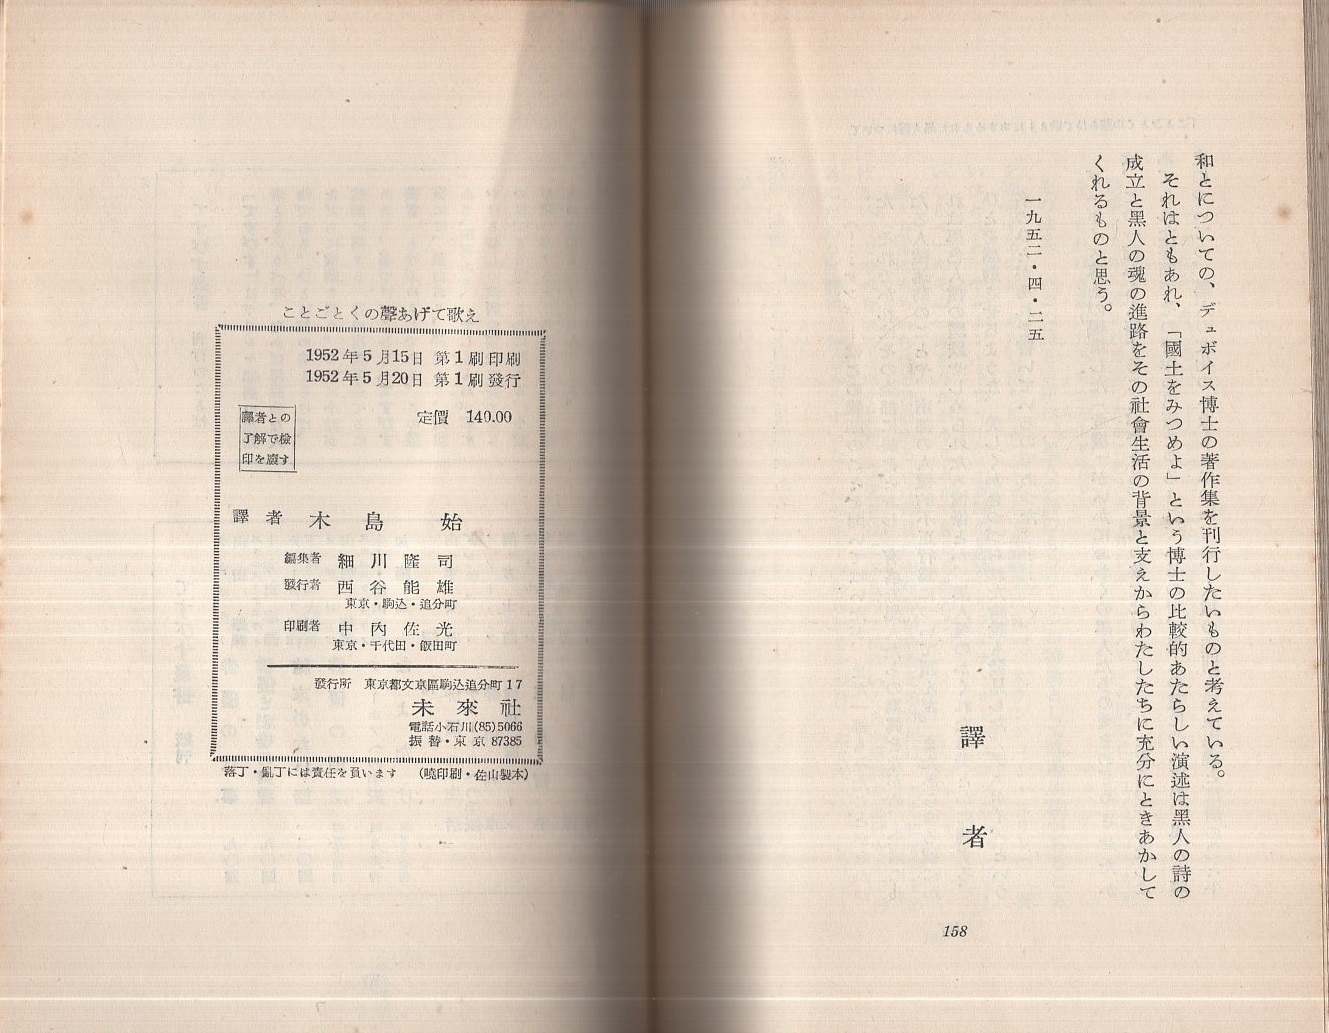 和とについての、デュボイス博士の著作集を刊行したいものと考えている。
それはともあれ、「國土をみつめよ」という博士の比較的あたらしい演述は黑人の詩の
成立と黑人の魂の進路をその社會生活の背景と支えからわたしたちに充分にときあかして
くれるものと思う。
一九五二・四・二五
譯者
158
ことごとくの聲あげて歌え
1952年5月15日 第1刷印刷
1952年5月20日 第1刷發行
定價 140.00
譯者との
了解で檢
印を廢す
譯者 木島 始
編集者 細川隆司
發行者 西谷能雄
東京・駒込・追分町
印刷者 中內佐光
東京・千代田・飯田町
發行所 東京都文京區駒込追分町17
未來社
電話小石川(85)5066
振替・東京87385
落丁・亂丁には責任を負います (曉印刷・佐山製本)